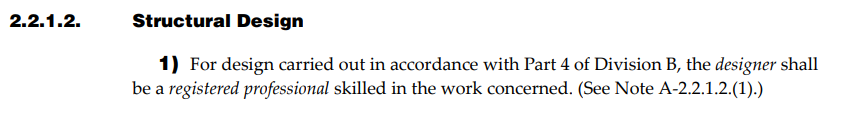 2.2.1.2. Structural Design
1) For design carried out in accordance with Part 4 of Division B, the designer shall
be a registered professional skilled in the work concerned. (See Note A-2.2.1.2.(1).)